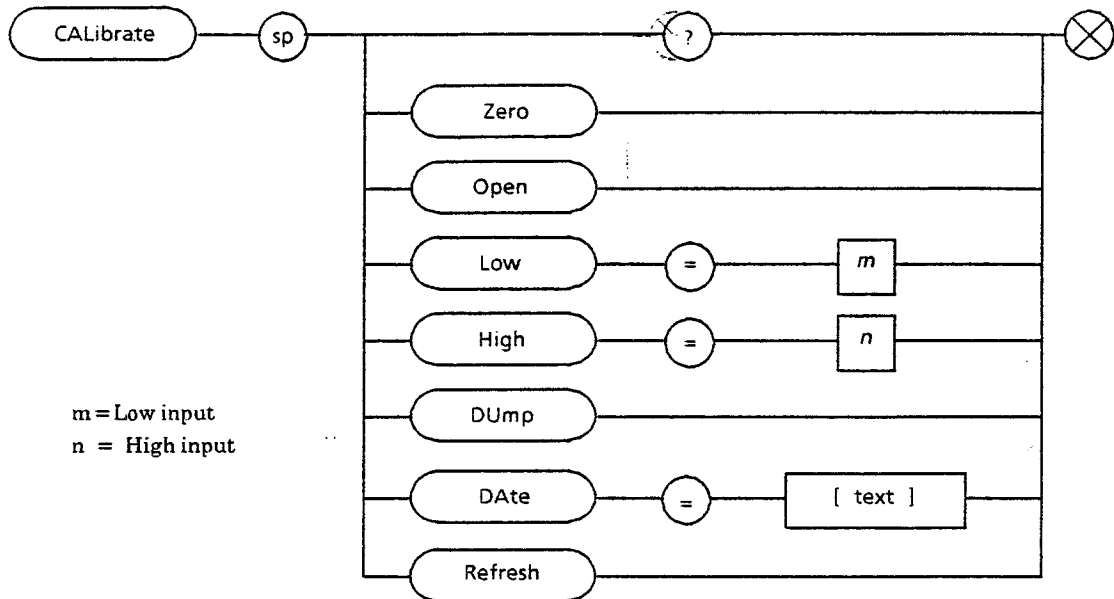 CALibrate sp ?
Zero
Open
Low = m
High = n
m = Low input
n = High input
DUmp
DAte = [ text ]
Refresh